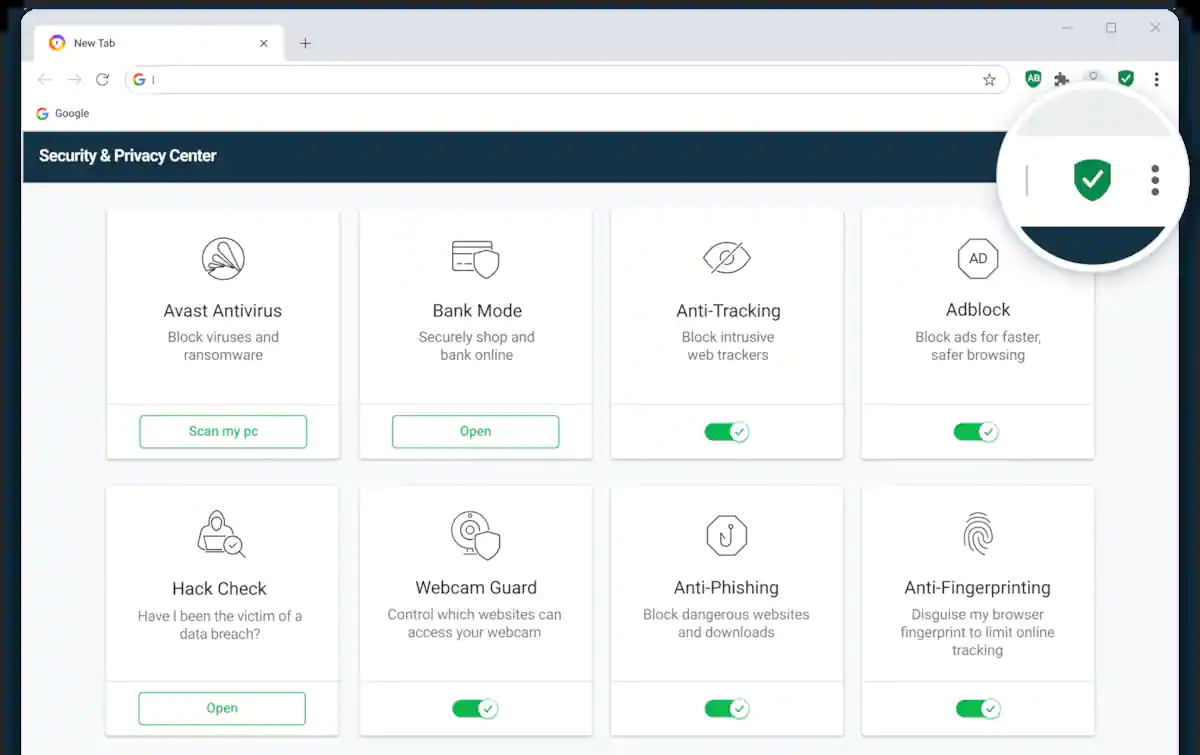 New Tab
AB
Google
Security & Privacy Center
Avast Antivirus
Block viruses and
ransomware
Scan my pc
Bank Mode
Securely shop and
bank online
Open
Anti-Tracking
Block intrusive
web trackers
AD
Adblock
Block ads for faster,
safer browsing
Hack Check
Have I been the victim of a
data breach?
Open
Webcam Guard
Control which websites can
access your webcam
Anti-Phishing
Block dangerous websites
and downloads
Anti-Fingerprinting
Disguise my browser
fingerprint to limit online
tracking